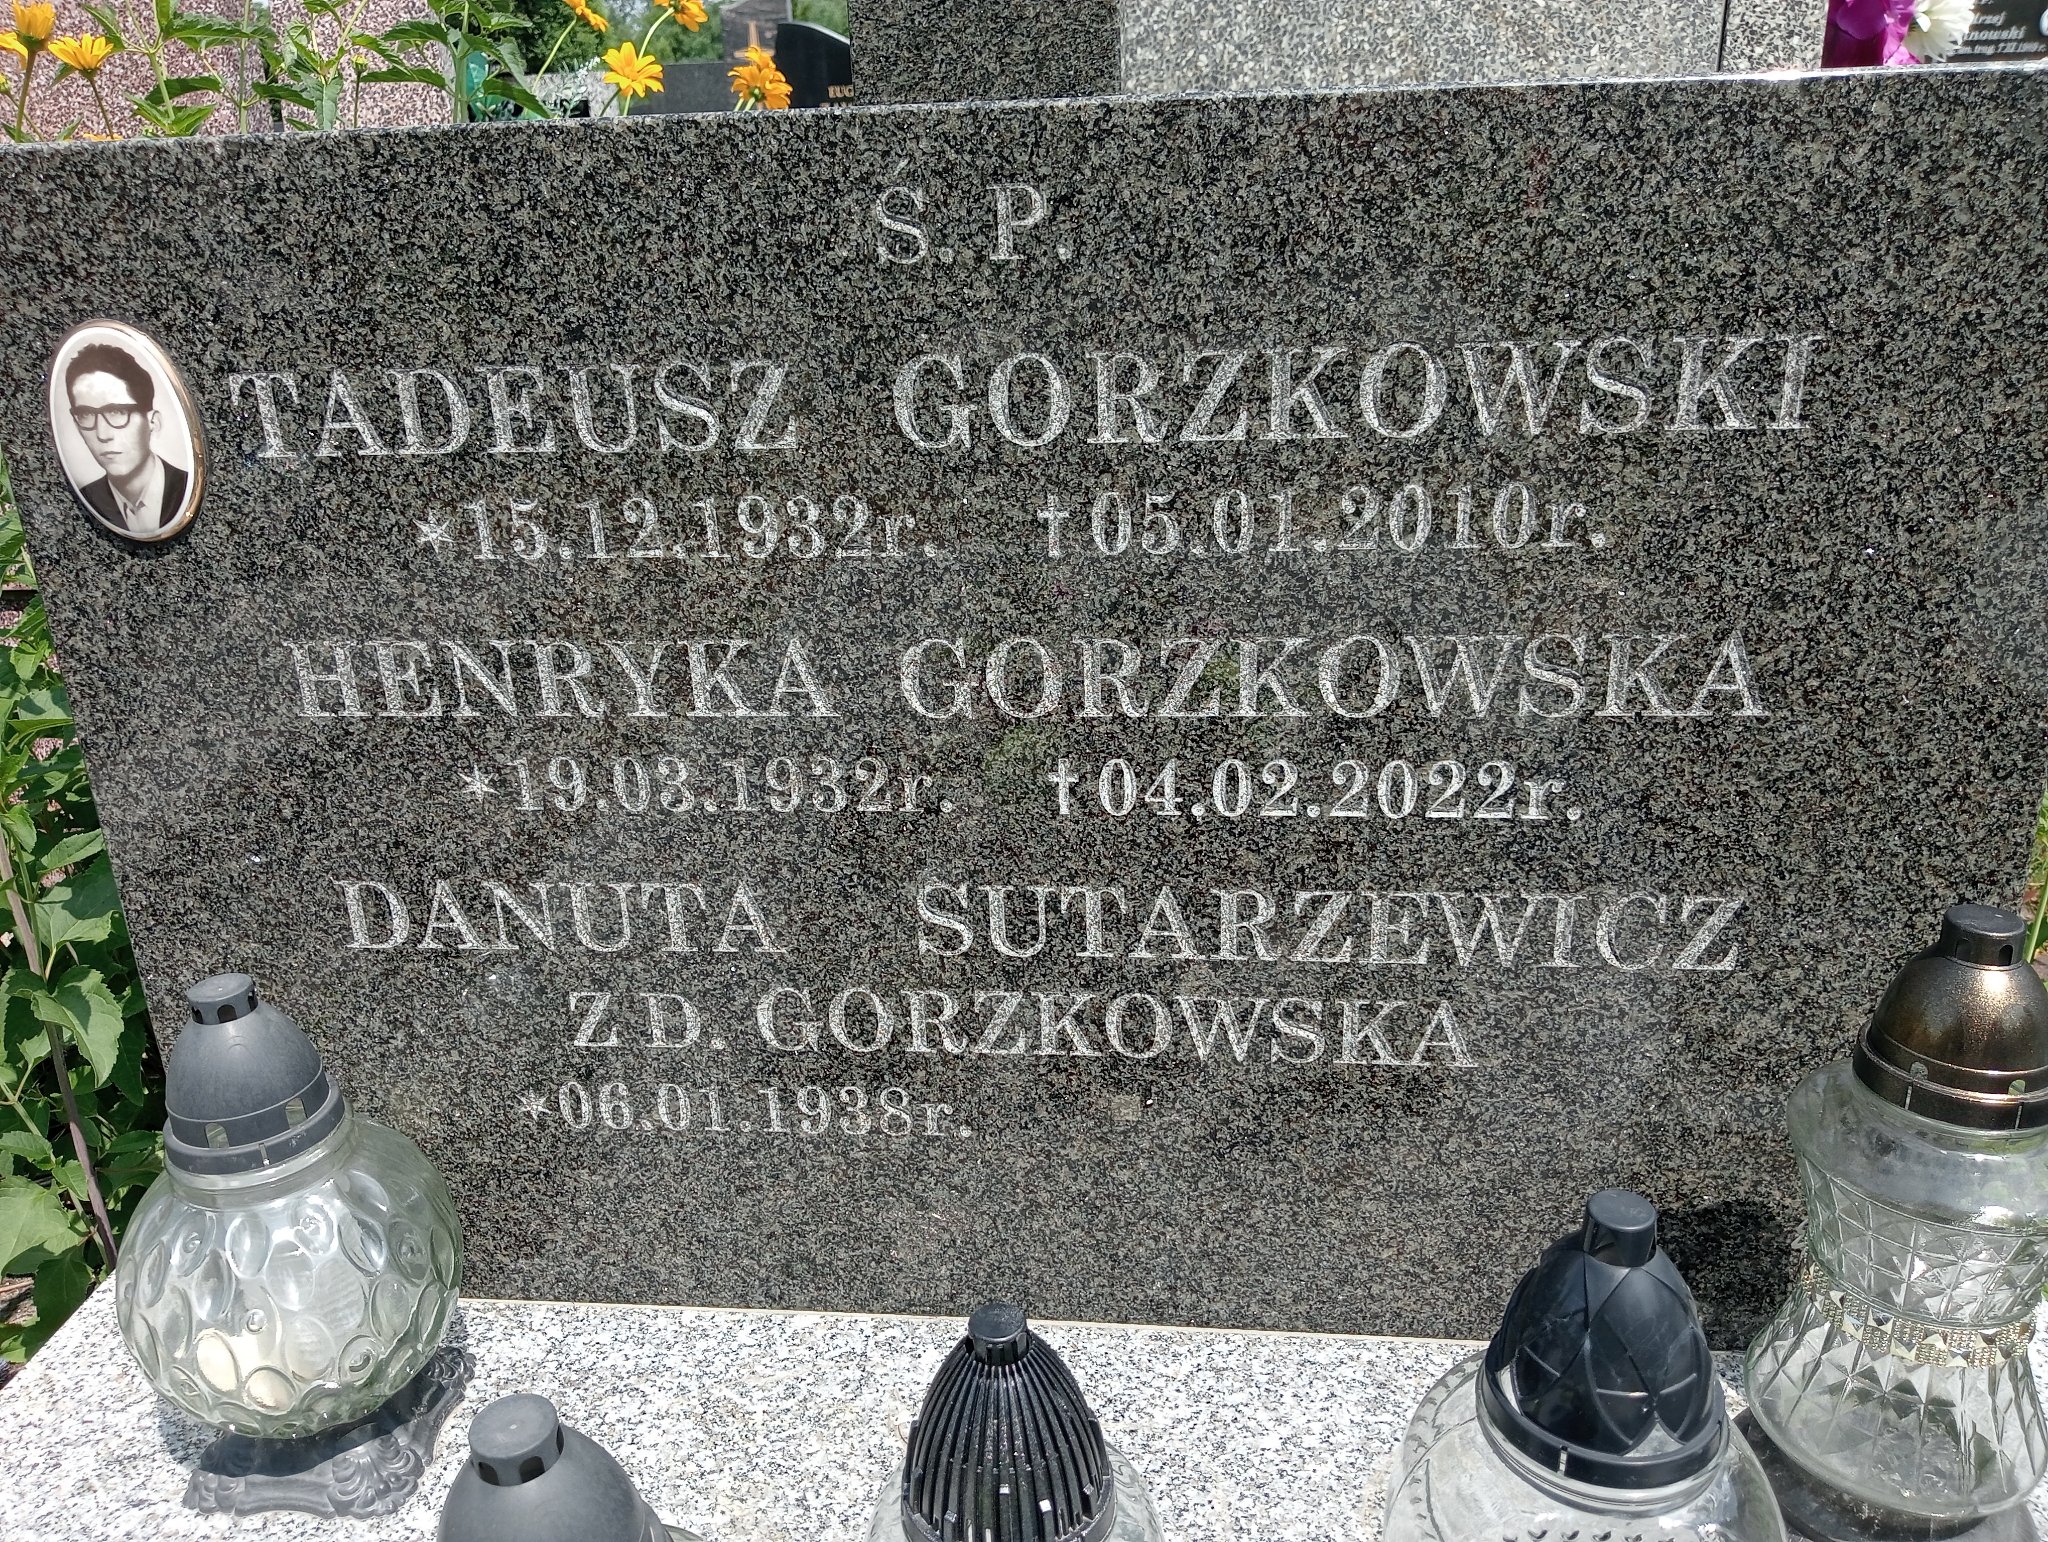 Ś. P.
TADEUSZ GORZKOWSKI
*15.12.1932r. †05.01.2010r.
HENRYKA GORZKOWSKA
*19.03.1932r. †04.02.2022r.
DANUTA SUTARZEWICZ
Z D. GORZKOWSKA
*06.01.1938r.